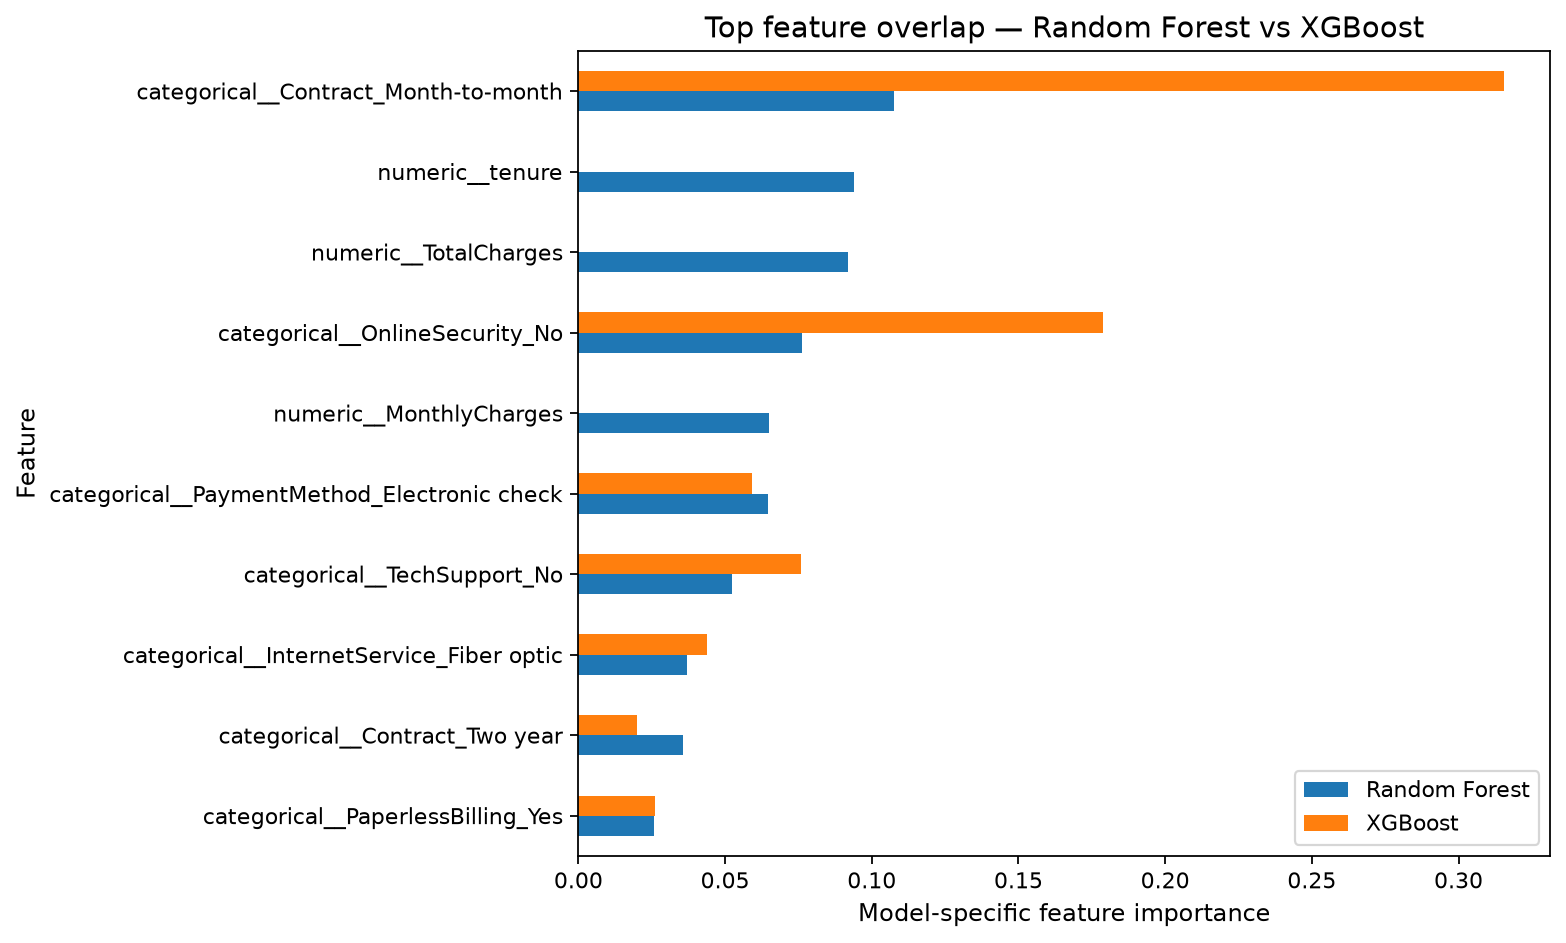 Top feature overlap — Random Forest vs XGBoost
categorical__Contract_Month-to-month
numeric__tenure
numeric__TotalCharges
categorical__OnlineSecurity_No
numeric__MonthlyCharges
categorical__PaymentMethod_Electronic check
categorical__TechSupport_No
categorical__InternetService_Fiber optic
categorical__Contract_Two year
categorical__PaperlessBilling_Yes
Feature
Random Forest
XGBoost
0.00 0.05 0.10 0.15 0.20 0.25 0.30
Model-specific feature importance